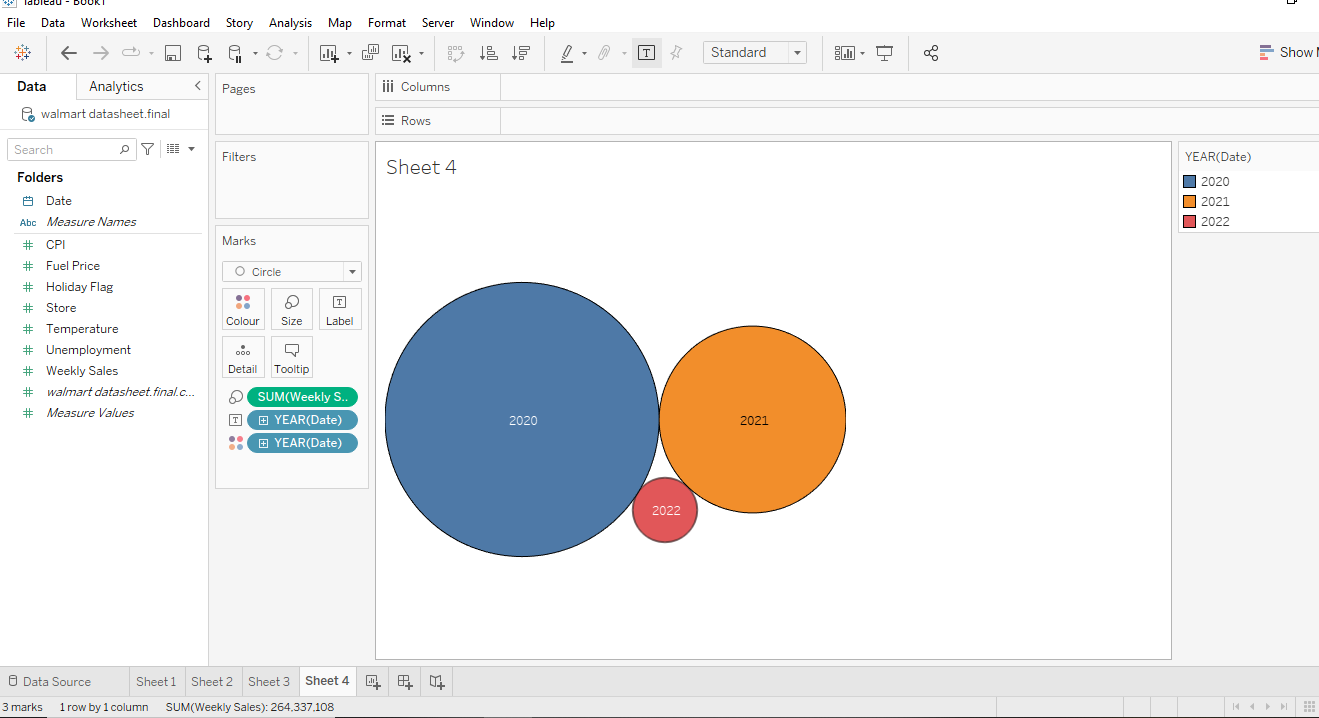 Tableau - Book1
File Data Worksheet Dashboard Story Analysis Map Format Server Window Help
Standard
Show
Data Analytics
walmart datasheet.final
Search
Folders
Date
Abc Measure Names
CPI
Fuel Price
Holiday Flag
Store
Temperature
Unemployment
Weekly Sales
walmart datasheet.final.c...
Measure Values
Pages
Filters
Marks
Circle
Colour Size Label
Detail Tooltip
SUM(Weekly S..
YEAR(Date)
YEAR(Date)
Columns
Rows
Sheet 4
2020
2021
2022
YEAR(Date)
2020
2021
2022
Data Source Sheet 1 Sheet 2 Sheet 3 Sheet 4
3 marks 1 row by 1 column SUM(Weekly Sales): 264,337,108